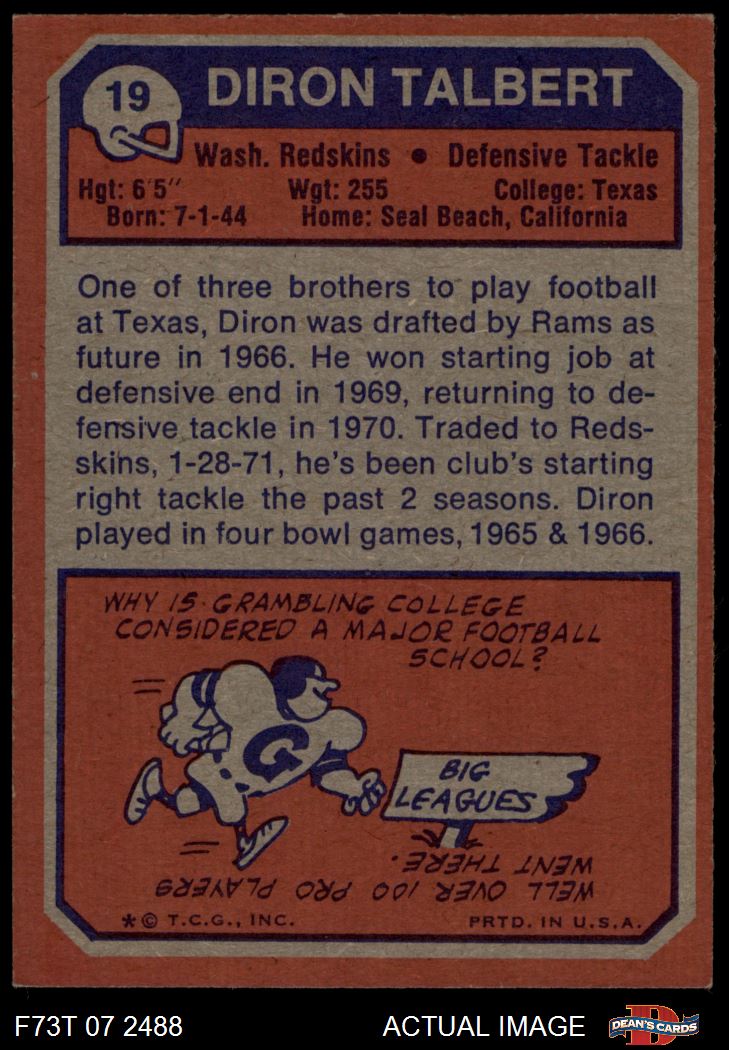 19
DIRON TALBERT
Wash. Redskins • Defensive Tackle
Hgt: 6'5" Wgt: 255 College: Texas
Born: 7-1-44 Home: Seal Beach, California
One of three brothers to play football
at Texas, Diron was drafted by Rams as
future in 1966. He won starting job at
defensive end in 1969, returning to de-
fensive tackle in 1970. Traded to Reds-
skins, 1-28-71, he's been club's starting
right tackle the past 2 seasons. Diron
played in four bowl games, 1965 & 1966.
WHY IS GRAMBLING COLLEGE
CONSIDERED A MAJOR FOOTBALL
SCHOOL?
G
BIG
LEAGUES
WELL OVER 100 PRO PLAYERS
WENT THERE.
*© T.C.G., INC. PRTD. IN U.S.A.
F73T 07 2488 ACTUAL IMAGE
D
DEAN'S CARDS